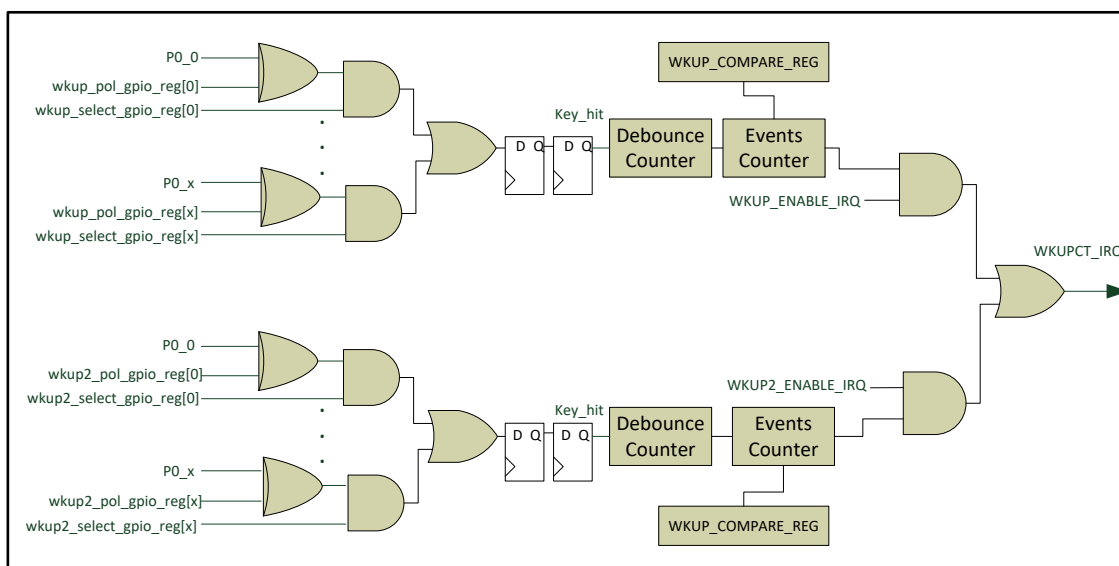 WKUP_COMPARE_REG
P0_0
wkup_pol_gpio_reg[0]
wkup_select_gpio_reg[0]
Key_hit
D Q
D Q
Debounce
Counter
Events
Counter
P0_x
wkup_pol_gpio_reg[x]
wkup_select_gpio_reg[x]
WKUP_ENABLE_IRQ
WKUPCT_IRQ
P0_0
wkup2_pol_gpio_reg[0]
wkup2_select_gpio_reg[0]
WKUP2_ENABLE_IRQ
Key_hit
D Q
D Q
Debounce
Counter
Events
Counter
P0_x
wkup2_pol_gpio_reg[x]
wkup2_select_gpio_reg[x]
WKUP_COMPARE_REG